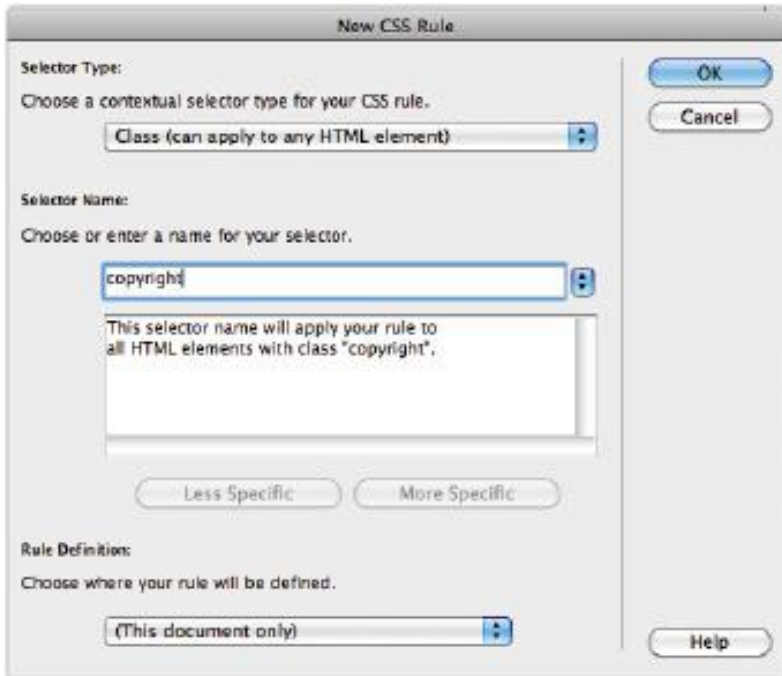 New CSS Rule
Selector Type:
Choose a contextual selector type for your CSS rule.
Class (can apply to any HTML element)
OK
Cancel
Selector Name:
Choose or enter a name for your selector.
copyright
This selector name will apply your rule to
all HTML elements with class "copyright".
Less Specific
More Specific
Rule Definition:
Choose where your rule will be defined.
(This document only)
Help